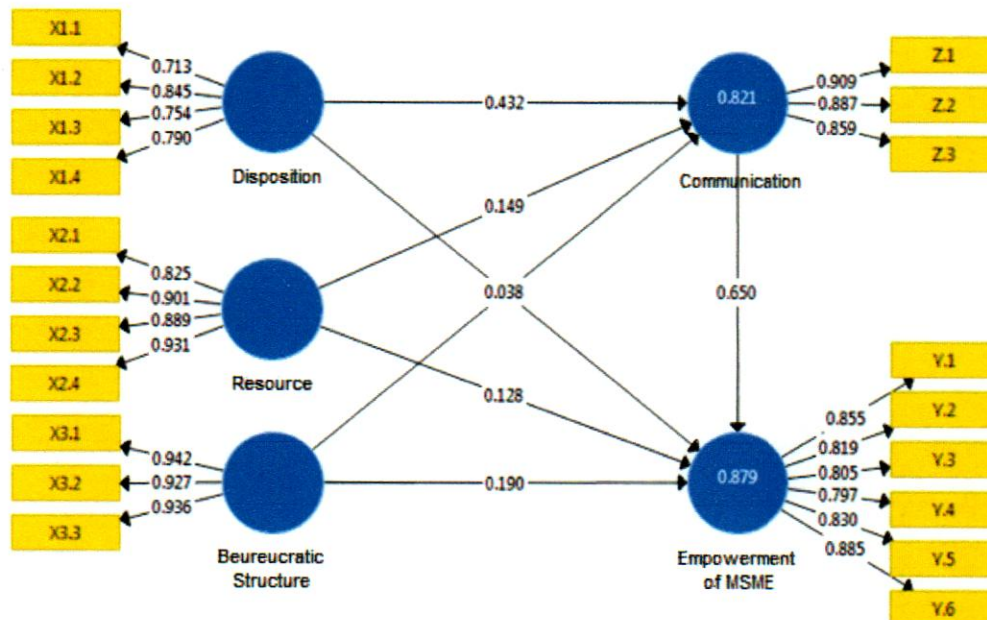 X1.1
X1.2
X1.3
X1.4
0.713
0.845
0.754
0.790
Disposition
X2.1
X2.2
X2.3
X2.4
0.825
0.901
0.889
0.931
Resource
X3.1
X3.2
X3.3
0.942
0.927
0.936
Beureucratic
Structure
0.432
0.149
0.038
0.128
0.190
0.650
0.821
Communication
0.909
0.887
0.859
Z.1
Z.2
Z.3
0.879
Empowerment
of MSME
0.855
0.819
0.805
0.797
0.830
0.885
Y.1
Y.2
Y.3
Y.4
Y.5
Y.6